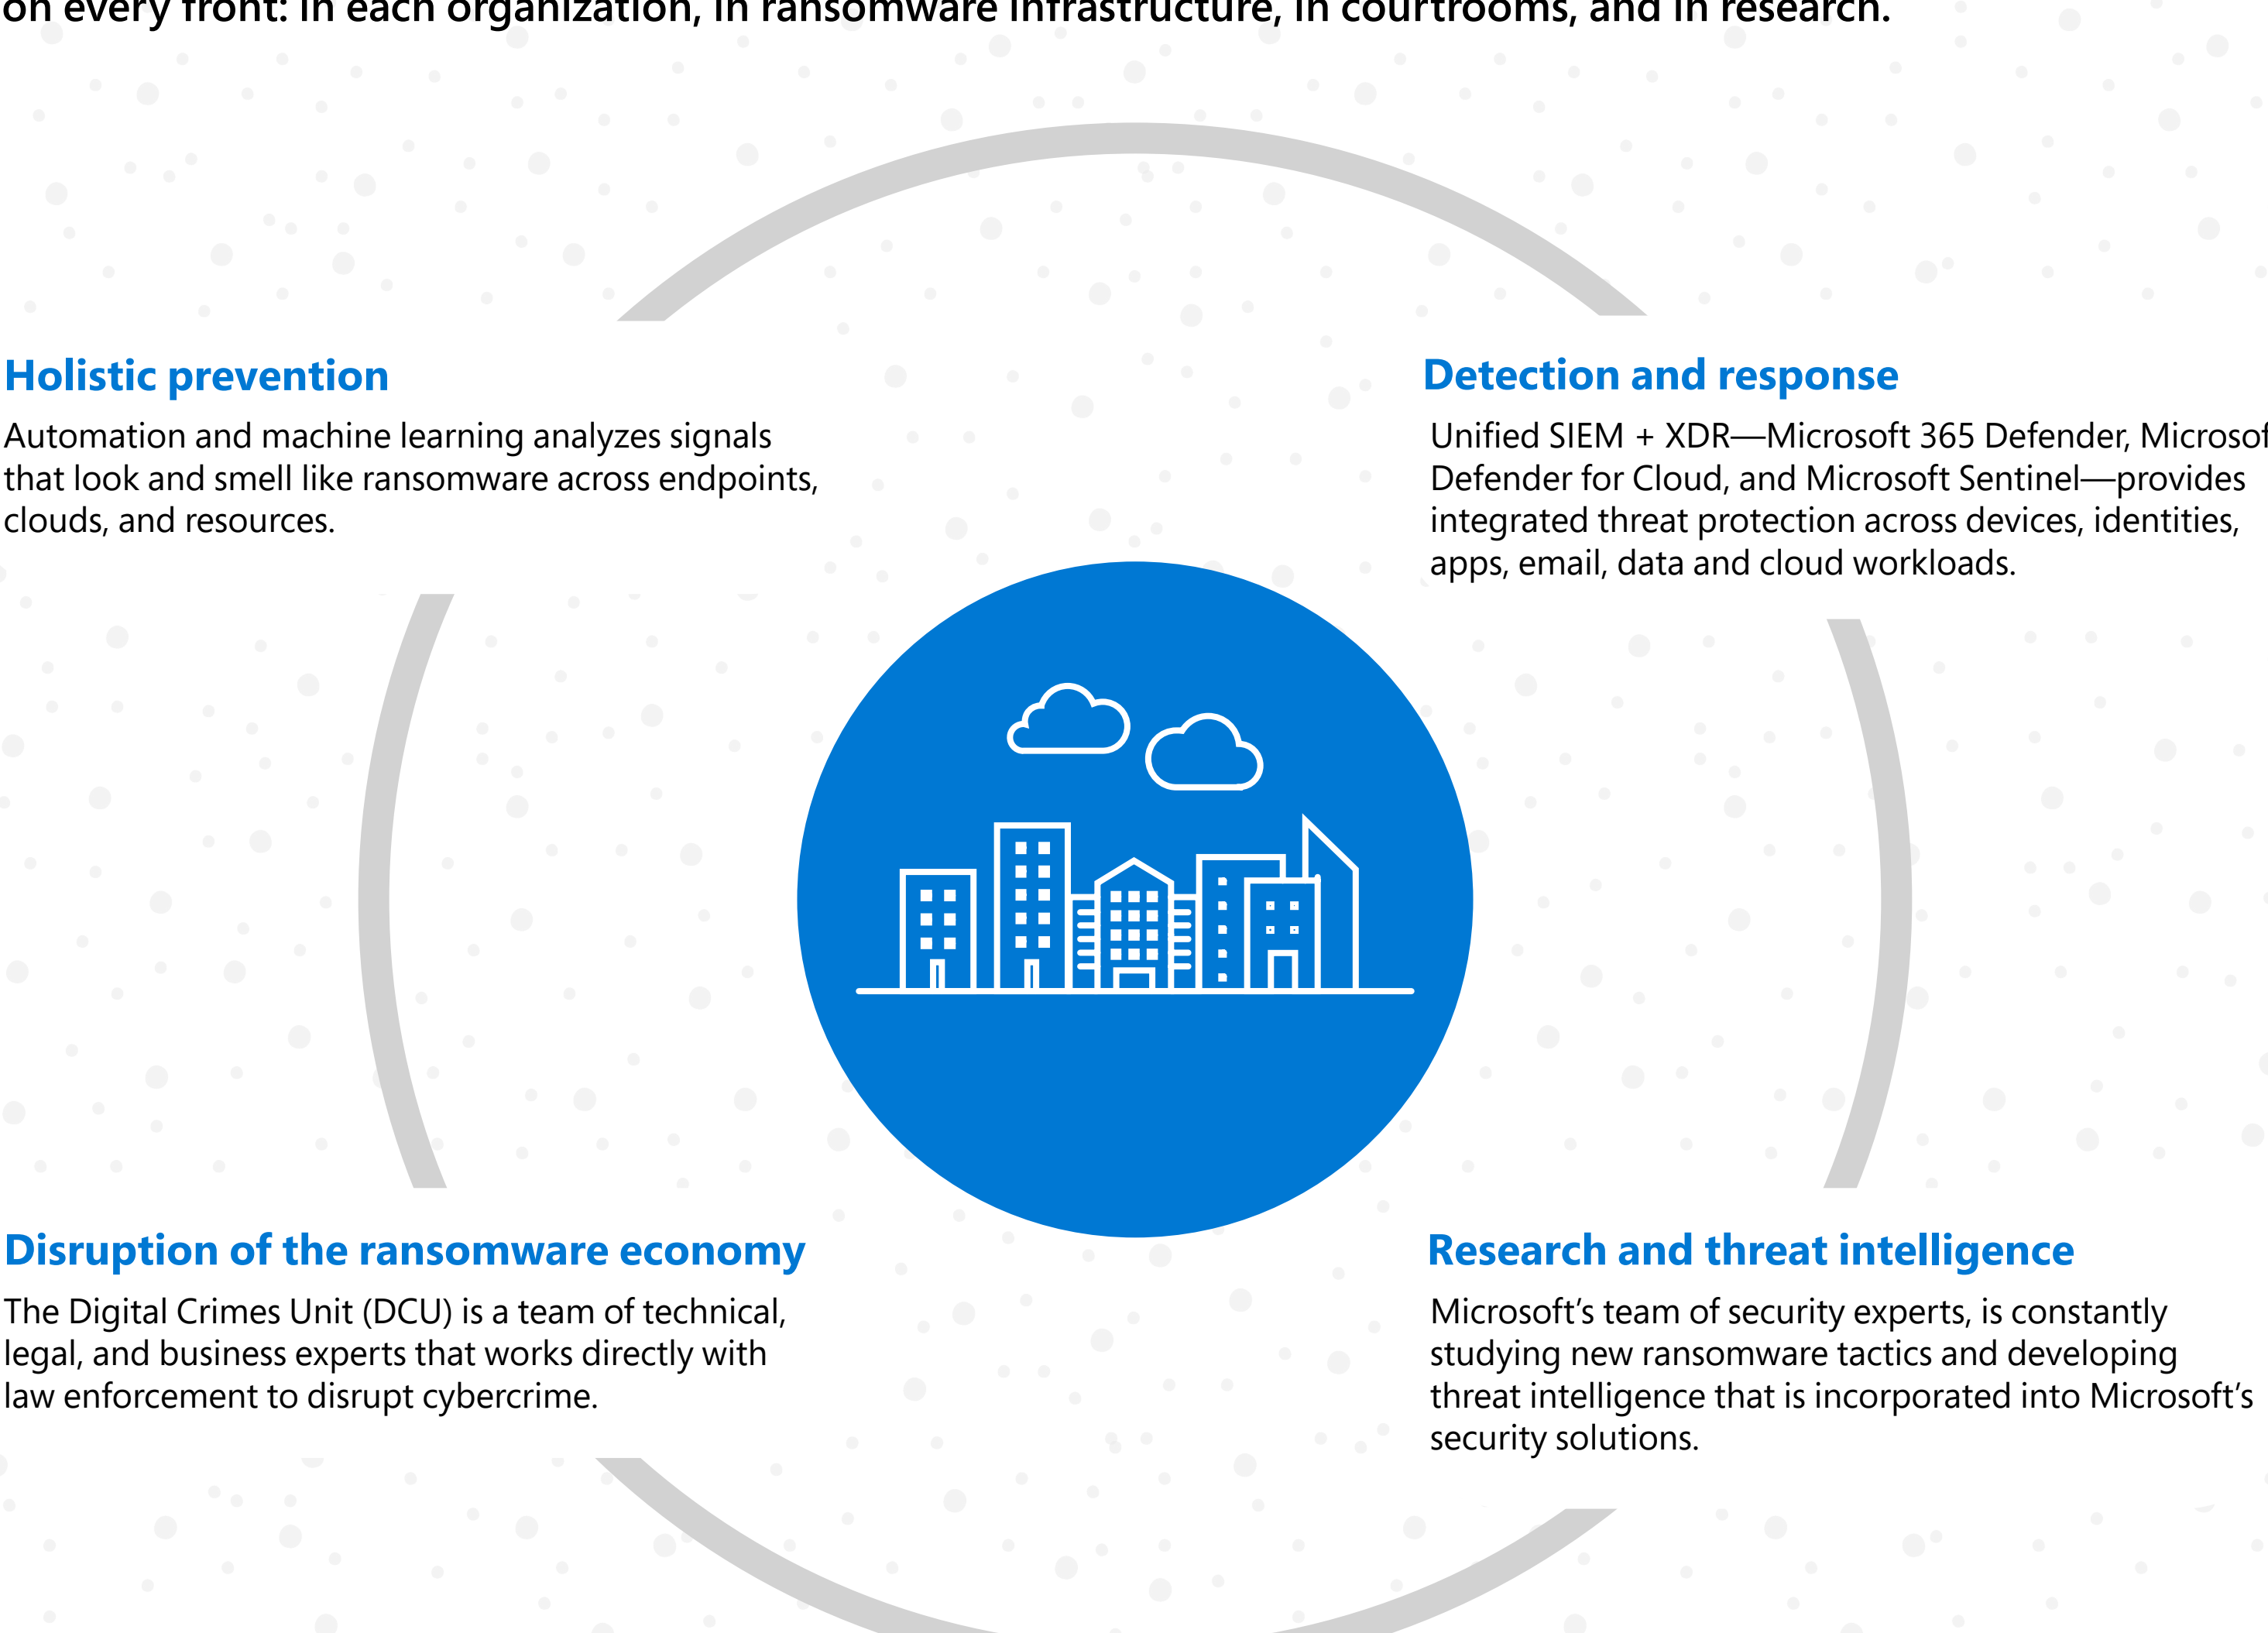 on every front: in each organization, in ransomware infrastructure, in courtrooms, and in research.
Holistic prevention
Automation and machine learning analyzes signals
that look and smell like ransomware across endpoints,
clouds, and resources.
Detection and response
Unified SIEM + XDR—Microsoft 365 Defender, Microsof
Defender for Cloud, and Microsoft Sentinel—provides
integrated threat protection across devices, identities,
apps, email, data and cloud workloads.
Disruption of the ransomware economy
The Digital Crimes Unit (DCU) is a team of technical,
legal, and business experts that works directly with
law enforcement to disrupt cybercrime.
Research and threat intelligence
Microsoft’s team of security experts, is constantly
studying new ransomware tactics and developing
threat intelligence that is incorporated into Microsoft’s
security solutions.